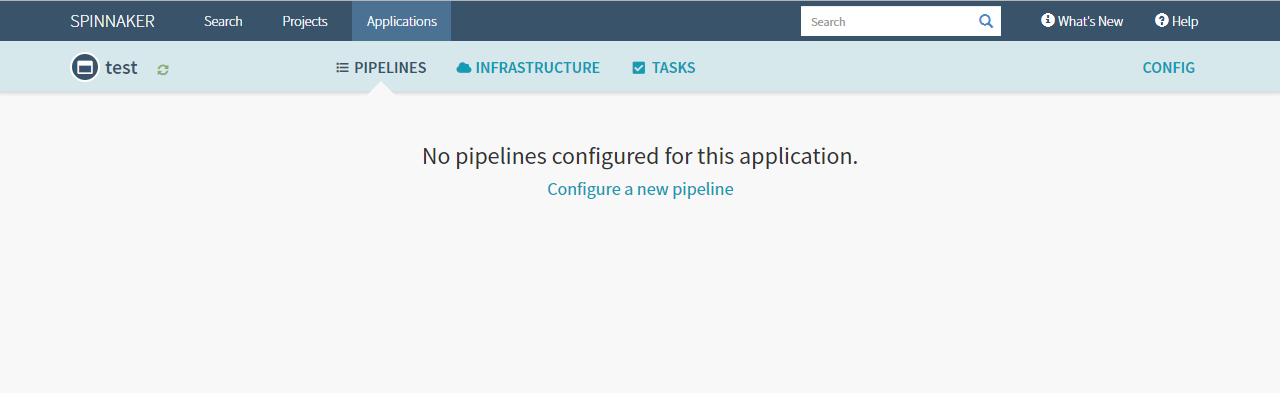 SPINNAKER Search Projects Applications Search What's New Help
test PIPELINES INFRASTRUCTURE TASKS CONFIG
No pipelines configured for this application.
Configure a new pipeline